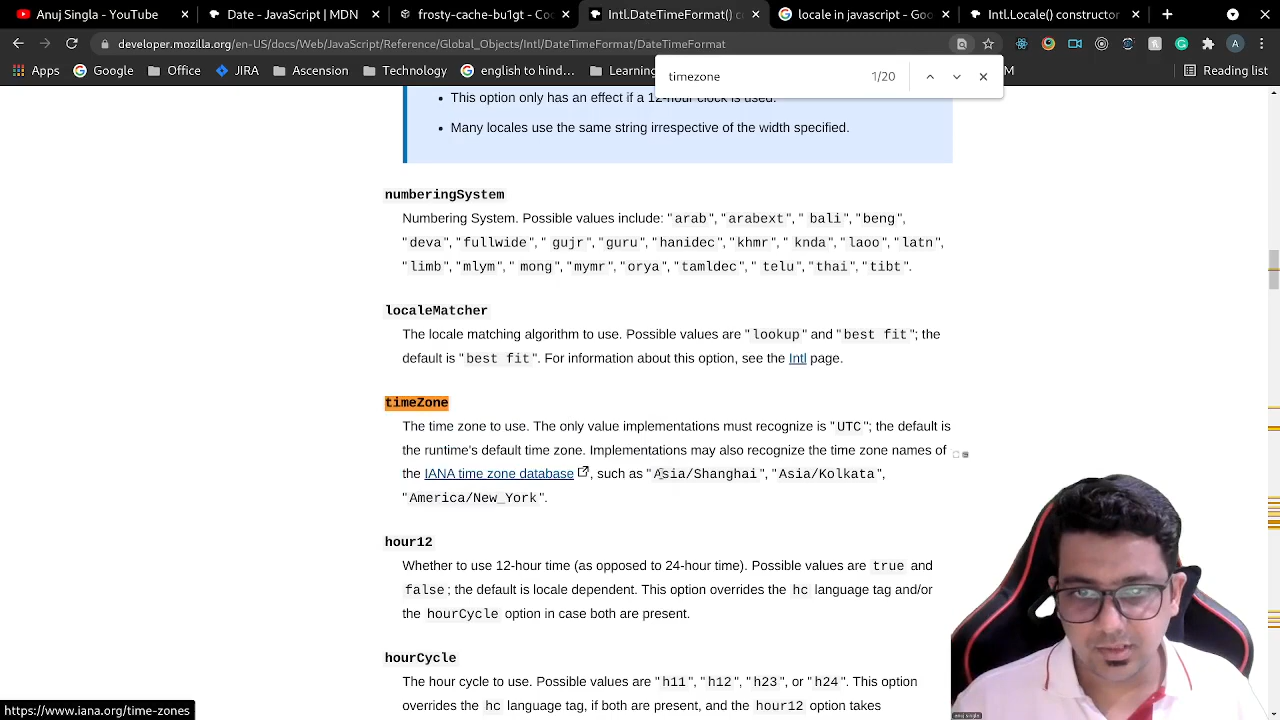 Anuj Singla - YouTube
Date - JavaScript | MDN
frosty-cache-bu1gt - Co
Intl.DateTimeFormat() c
locale in javascript - Goo
Intl.Locale() constructor
developer.mozilla.org/en-US/docs/Web/JavaScript/Reference/Global_Objects/Intl/DateTimeFormat/DateTimeFormat
A
Apps
Google
Office
JIRA
Ascension
Technology
english to hind...
Learning
M
Reading list
timezone
1/20
• This option only has an effect if a 12-hour clock is used.
• Many locales use the same string irrespective of the width specified.
numberingSystem
Numbering System. Possible values include: "arab", "arabext", " bali", "beng",
"deva", "fullwide", " gujr", "guru", "hanidec", "khmr", " knda", "laoo", "latn",
"limb", "mlym", " mong", "mymr", "orya", "tamldec", " telu", "thai", "tibt".
localeMatcher
The locale matching algorithm to use. Possible values are "lookup" and "best fit"; the
default is "best fit". For information about this option, see the Intl page.
timeZone
The time zone to use. The only value implementations must recognize is "UTC"; the default is
the runtime's default time zone. Implementations may also recognize the time zone names of
the IANA time zone database, such as "Asia/Shanghai", "Asia/Kolkata",
"America/New_York".
hour12
Whether to use 12-hour time (as opposed to 24-hour time). Possible values are true and
false; the default is locale dependent. This option overrides the hc language tag and/or
the hourCycle option in case both are present.
hourCycle
The hour cycle to use. Possible values are "h11", "h12", "h23", or "h24". This option
overrides the hc language tag, if both are present, and the hour12 option takes
https://www.iana.org/time-zones
anuj singla